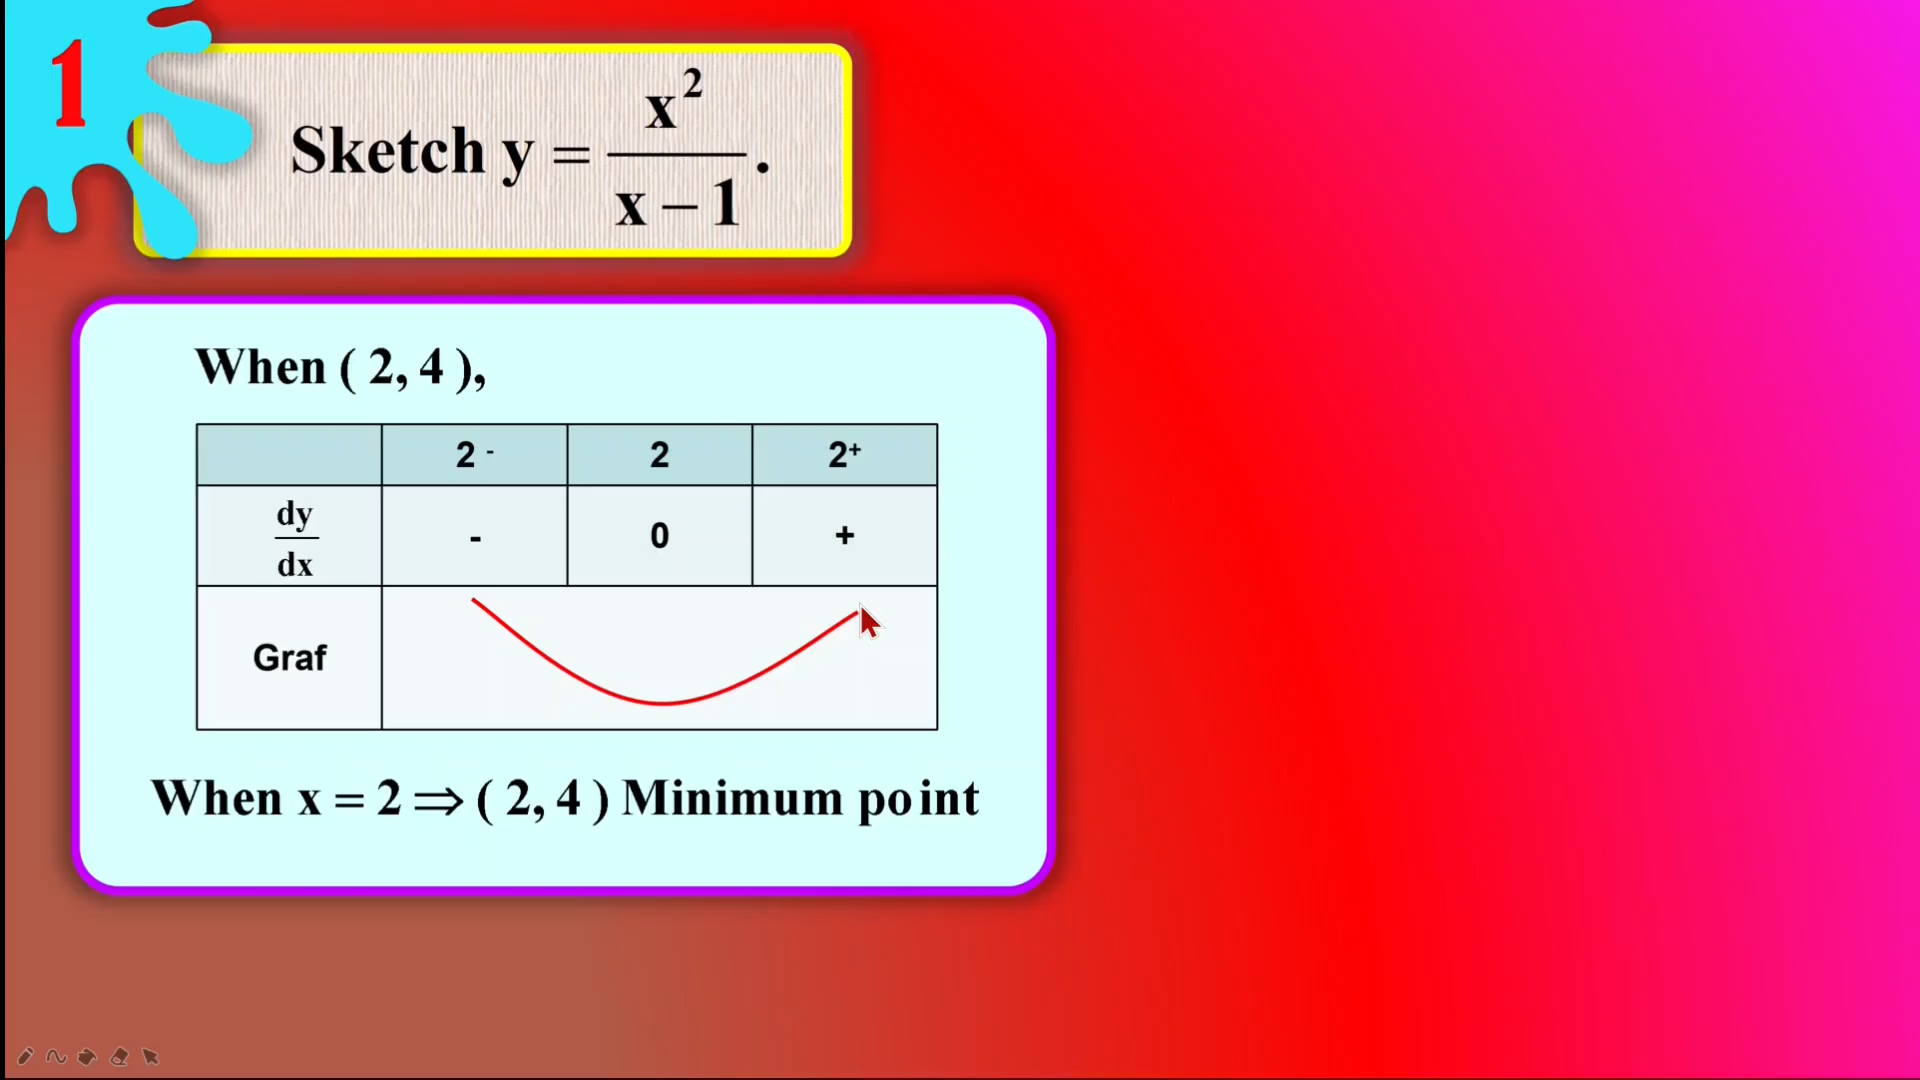 1
Sketch y = x²/(x – 1).
When ( 2, 4 ),
2 - 2 2+
dy/dx - 0 +
Graf
When x = 2 ⇒ ( 2, 4 ) Minimum point